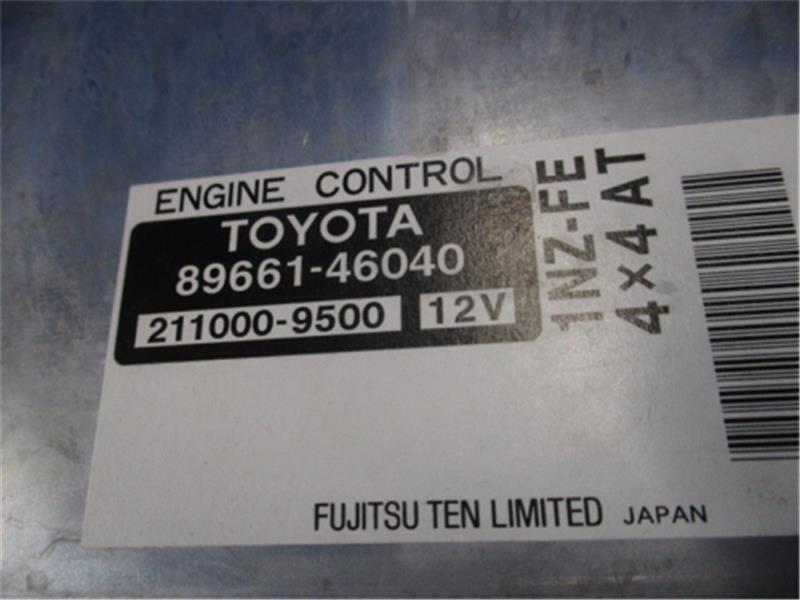 ENGINE CONTROL
TOYOTA
89661-46040
211000-9500 12V
1NZ-FE
4×4 AT
FUJITSU TEN LIMITED JAPAN